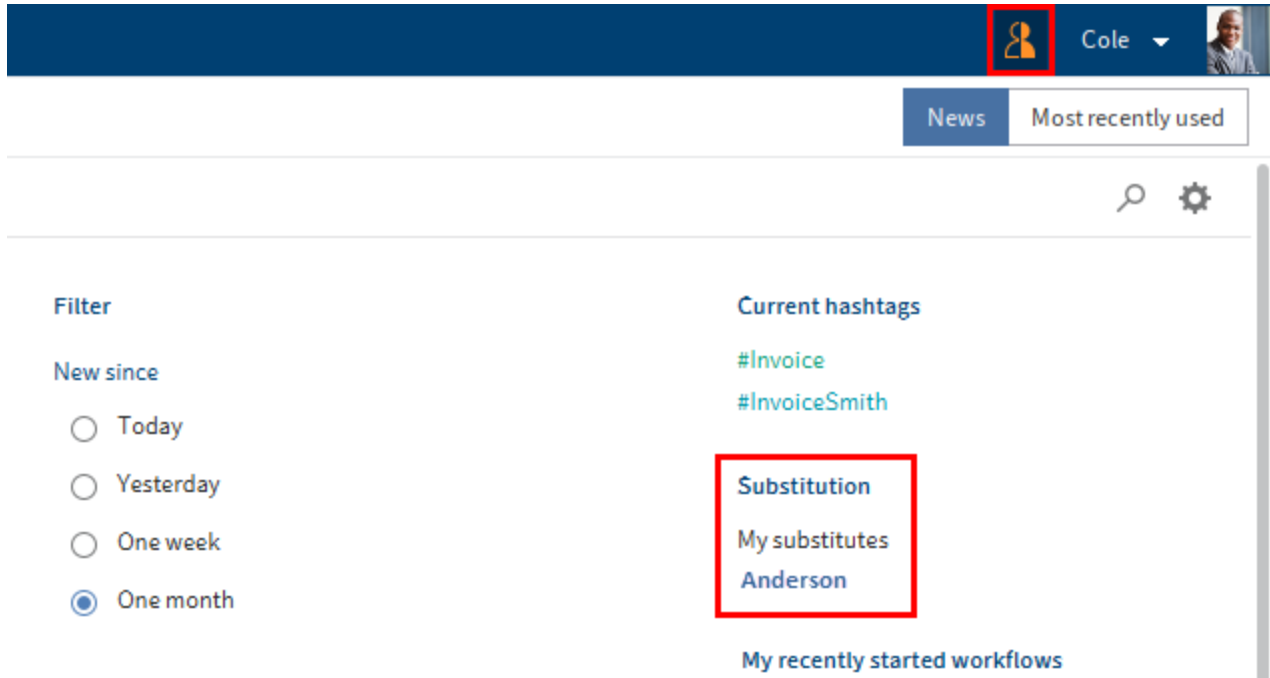 Cole
News
Most recently used
Filter
New since
Today
Yesterday
One week
One month
Current hashtags
#Invoice
#InvoiceSmith
Substitution
My substitutes
Anderson
My recently started workflows